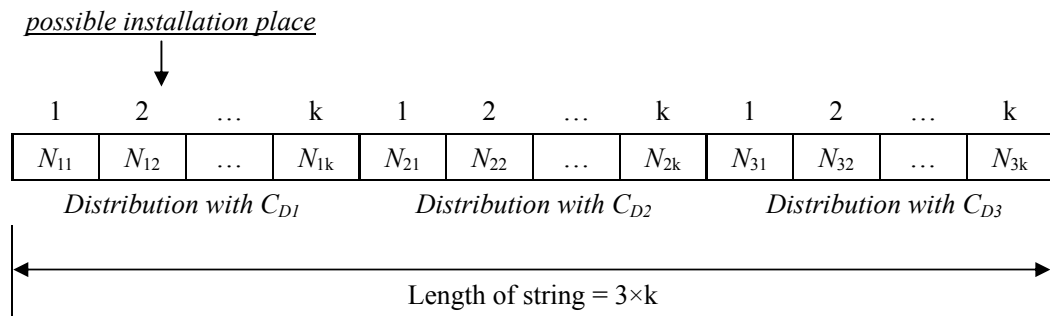 possible installation place
1 2 … k 1 2 … k 1 2 … k
N11 N12 … N1k N21 N22 … N2k N31 N32 … N3k
Distribution with CD1 Distribution with CD2 Distribution with CD3
Length of string = 3×k